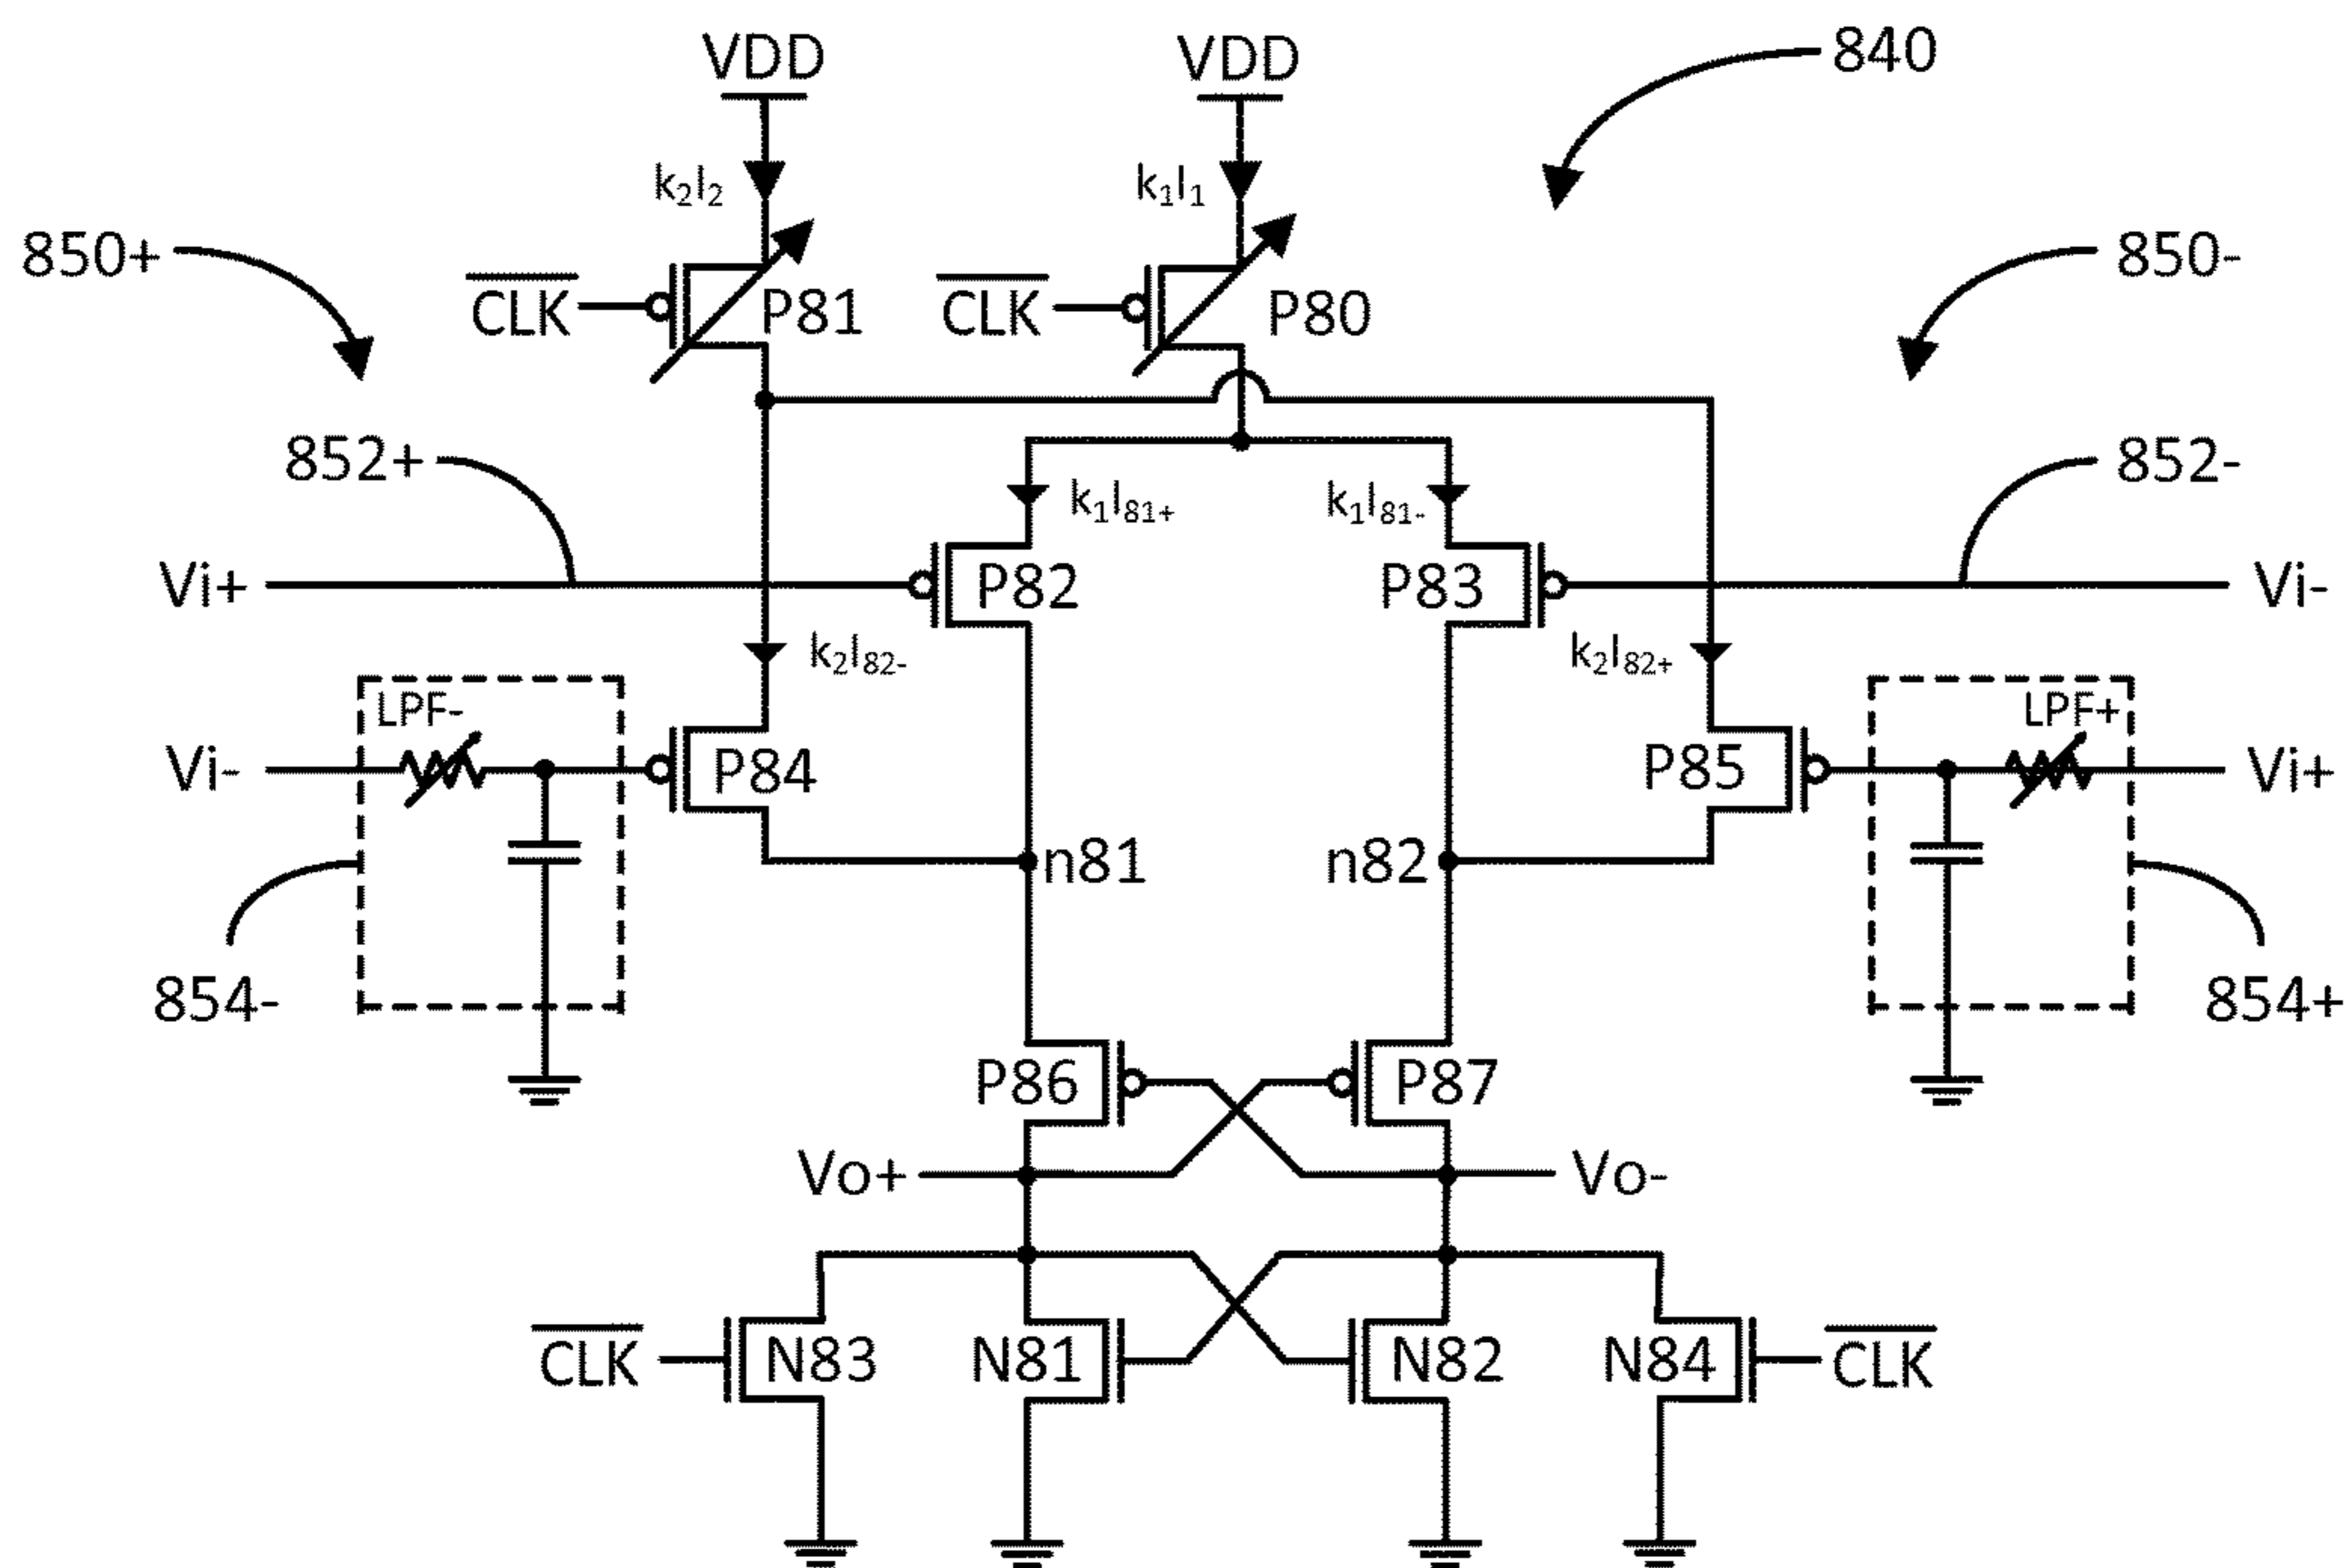 VDD
VDD
840
k₂I₂
k₁I₁
850+
850-
CLK
P81
CLK
P80
852+
852-
k₁I₈₁₊
k₁I₈₁₋
Vi+
P82
P83
Vi-
k₂I₈₂₋
k₂I₈₂₊
LPF-
LPF+
Vi-
P84
P85
Vi+
n81
n82
854-
854+
P86
P87
Vo+
Vo-
CLK
N83
N81
N82
N84
CLK